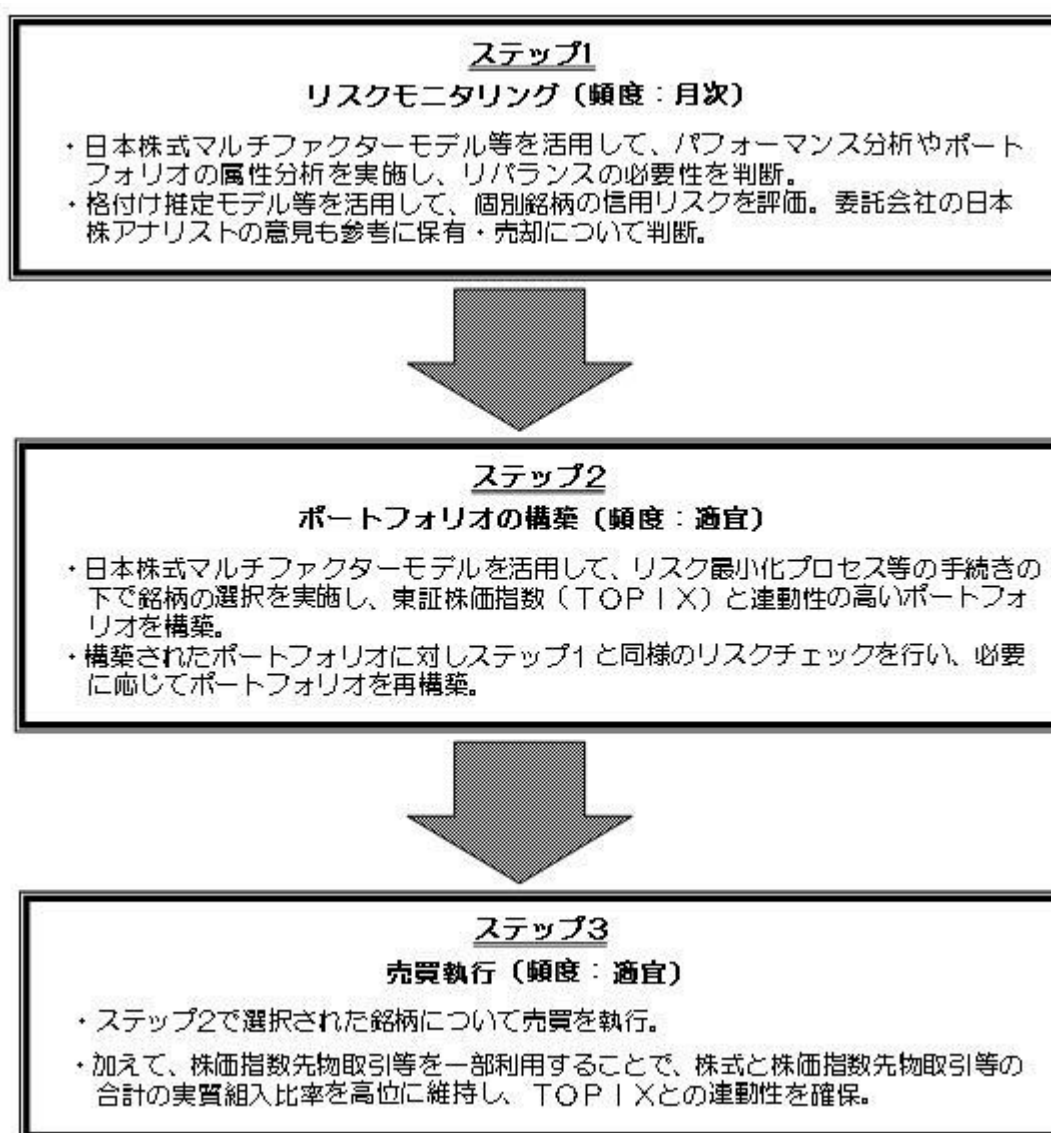 ステップ1
リスクモニタリング（頻度：月次）
・日本株式マルチファクターモデル等を活用して、パフォーマンス分析やポート
フォリオの属性分析を実施し、リバランスの必要性を判断。
・格付け推定モデル等を活用して、個別銘柄の信用リスクを評価。委託会社の日本
株アナリストの意見も参考に保有・売却について判断。
ステップ2
ポートフォリオの構築（頻度：適宜）
・日本株式マルチファクターモデルを活用して、リスク最小化プロセス等の手続きの
下で銘柄の選択を実施し、東証株価指数（ＴＯＰＩＸ）と連動性の高いポートフォ
リオを構築。
・構築されたポートフォリオに対しステップ1と同様のリスクチェックを行い、必要
に応じてポートフォリオを再構築。
ステップ3
売買執行（頻度：適宜）
・ステップ2で選択された銘柄について売買を執行。
・加えて、株価指数先物取引等を一部利用することで、株式と株価指数先物取引等の
合計の実質組入比率を高位に維持し、ＴＯＰＩＸとの連動性を確保。